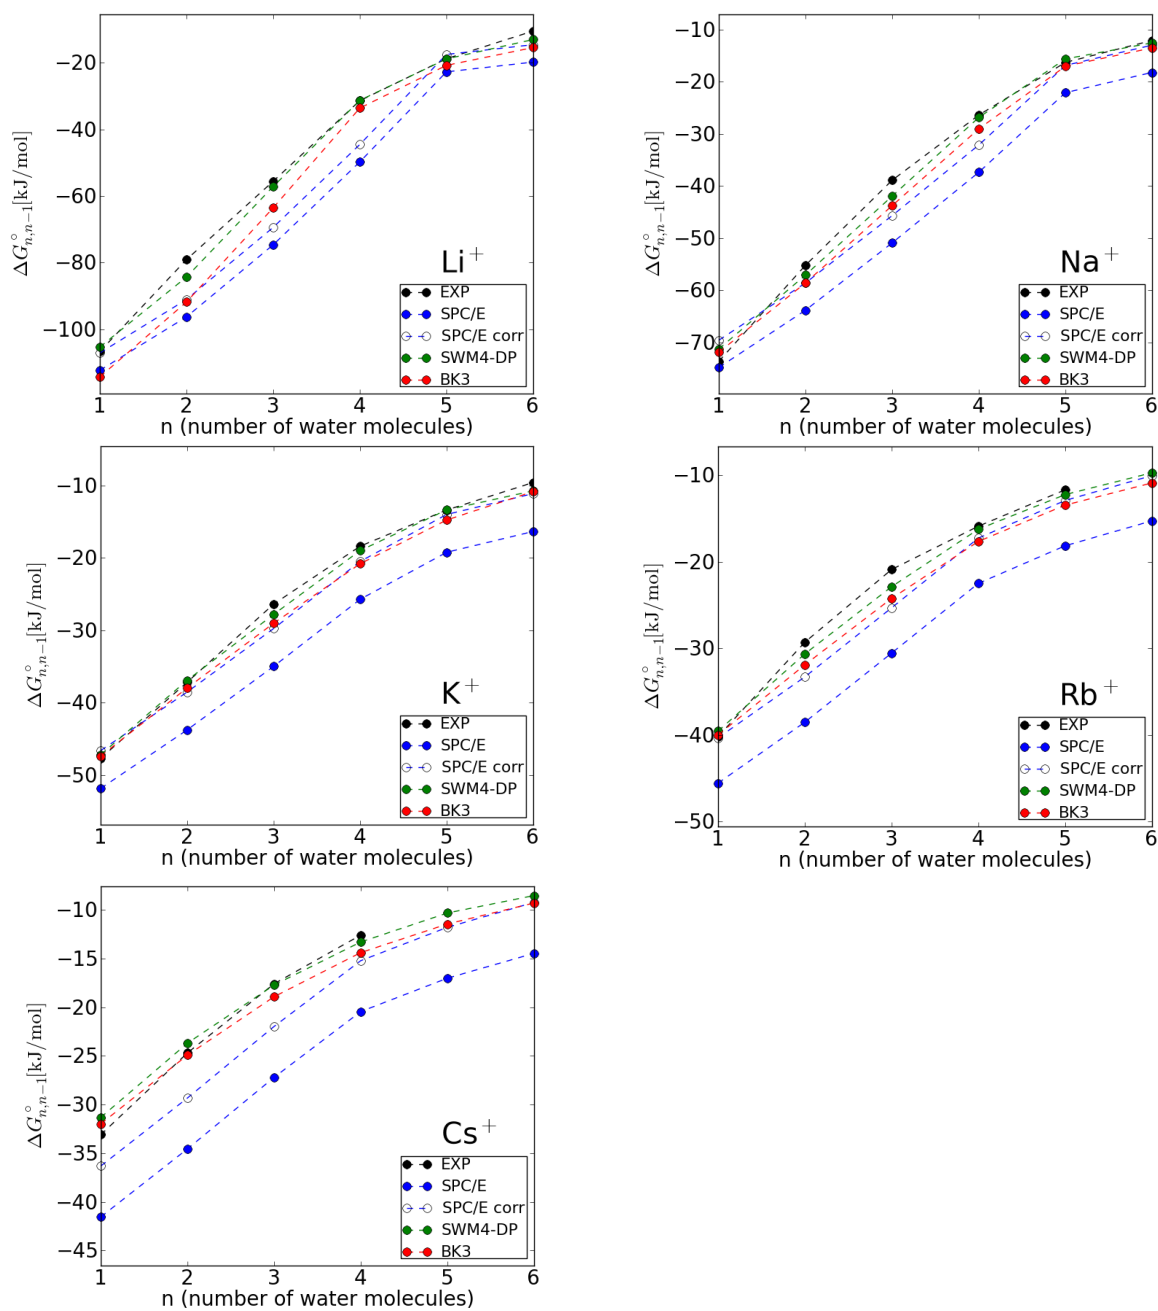 −20
−40
−60
−80
−100
ΔG°n,n−1[kJ/mol]
Li+
EXP
SPC/E
SPC/E corr
SWM4-DP
BK3
1 2 3 4 5 6
n (number of water molecules)
−10
−20
−30
−40
−50
−60
−70
ΔG°n,n−1[kJ/mol]
Na+
EXP
SPC/E
SPC/E corr
SWM4-DP
BK3
1 2 3 4 5 6
n (number of water molecules)
−10
−20
−30
−40
−50
ΔG°n,n−1[kJ/mol]
K+
EXP
SPC/E
SPC/E corr
SWM4-DP
BK3
1 2 3 4 5 6
n (number of water molecules)
−10
−20
−30
−40
−50
ΔG°n,n−1[kJ/mol]
Rb+
EXP
SPC/E
SPC/E corr
SWM4-DP
BK3
1 2 3 4 5 6
n (number of water molecules)
−10
−15
−20
−25
−30
−35
−40
−45
ΔG°n,n−1[kJ/mol]
Cs+
EXP
SPC/E
SPC/E corr
SWM4-DP
BK3
1 2 3 4 5 6
n (number of water molecules)